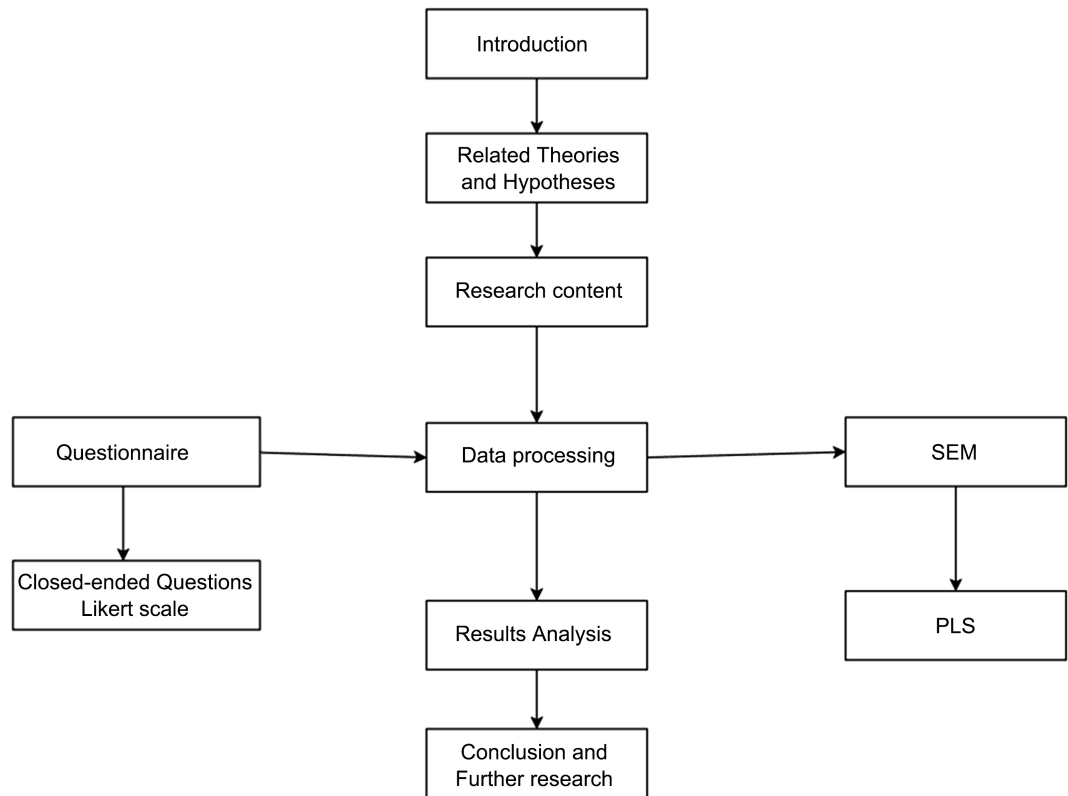 Introduction
Related Theories
and Hypotheses
Research content
Questionnaire
Data processing
SEM
Closed-ended Questions
Likert scale
Results Analysis
PLS
Conclusion and
Further research